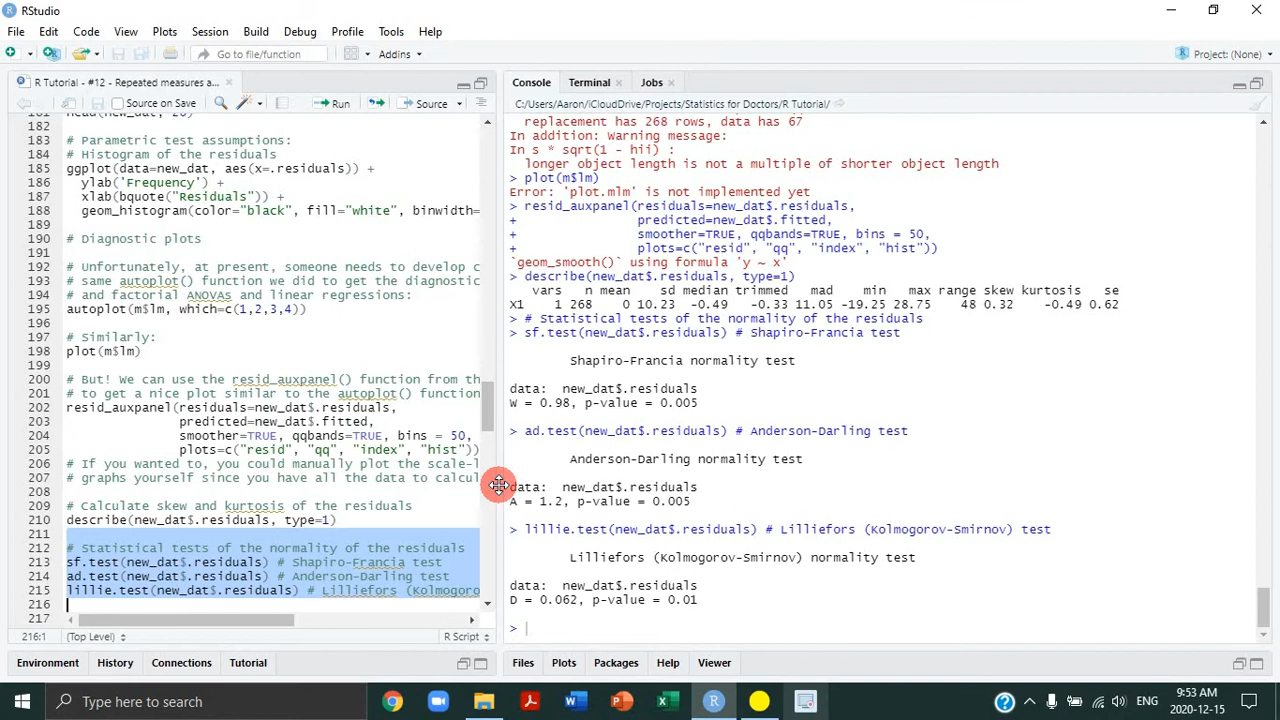 RStudio
File Edit Code View Plots Session Build Debug Profile Tools Help
Go to file/function Addins Project: (None)
R Tutorial - #12 - Repeated measures a...
Source on Save Run Source
182
183 # Parametric test assumptions:
184 # Histogram of the residuals
185 ggplot(data=new_dat, aes(x=.residuals)) +
186 ylab('Frequency') +
187 xlab(bquote("Residuals")) +
188 geom_histogram(color="black", fill="white", binwidth=
189
190 # Diagnostic plots
191
192 # Unfortunately, at present, someone needs to develop c
193 # same autoplot() function we did to get the diagnostic
194 # and factorial ANOVAs and linear regressions:
195 autoplot(m$lm, which=c(1,2,3,4))
196
197 # Similarly:
198 plot(m$lm)
199
200 # But! We can use the resid_auxpanel() function from th
201 # to get a nice plot similar to the autoplot() function
202 resid_auxpanel(residuals=new_dat$.residuals,
203 predicted=new_dat$.fitted,
204 smoother=TRUE, qqbands=TRUE, bins = 50,
205 plots=c("resid", "qq", "index", "hist"))
206 # If you wanted to, you could manually plot the scale-l
207 # graphs yourself since you have all the data to calcul
208
209 # Calculate skew and kurtosis of the residuals
210 describe(new_dat$.residuals, type=1)
211
212 # Statistical tests of the normality of the residuals
213 sf.test(new_dat$.residuals) # Shapiro-Francia test
214 ad.test(new_dat$.residuals) # Anderson-Darling test
215 lillie.test(new_dat$.residuals) # Lilliefors (Kolmogoro
216
217
216:1 (Top Level) R Script
Environment History Connections Tutorial
Console Terminal Jobs
C:/Users/Aaron/iCloudDrive/Projects/Statistics for Doctors/R Tutorial/
replacement has 268 rows, data has 67
In addition: Warning message:
In s * sqrt(1 - hii) :
longer object length is not a multiple of shorter object length
> plot(m$lm)
Error: 'plot.mlm' is not implemented yet
> resid_auxpanel(residuals=new_dat$.residuals,
+ predicted=new_dat$.fitted,
+ smoother=TRUE, qqbands=TRUE, bins = 50,
+ plots=c("resid", "qq", "index", "hist"))
`geom_smooth()` using formula 'y ~ x'
> describe(new_dat$.residuals, type=1)
vars n mean sd median trimmed mad min max range skew kurtosis se
X1 1 268 0 10.23 -0.49 -0.33 11.05 -19.25 28.75 48 0.32 -0.49 0.62
> # Statistical tests of the normality of the residuals
> sf.test(new_dat$.residuals) # Shapiro-Francia test
Shapiro-Francia normality test
data: new_dat$.residuals
W = 0.98, p-value = 0.005
> ad.test(new_dat$.residuals) # Anderson-Darling test
Anderson-Darling normality test
data: new_dat$.residuals
A = 1.2, p-value = 0.005
> lillie.test(new_dat$.residuals) # Lilliefors (Kolmogorov-Smirnov) test
Lilliefors (Kolmogorov-Smirnov) normality test
data: new_dat$.residuals
D = 0.062, p-value = 0.01
>
Files Plots Packages Help Viewer
Type here to search
ENG
9:53 AM
2020-12-15